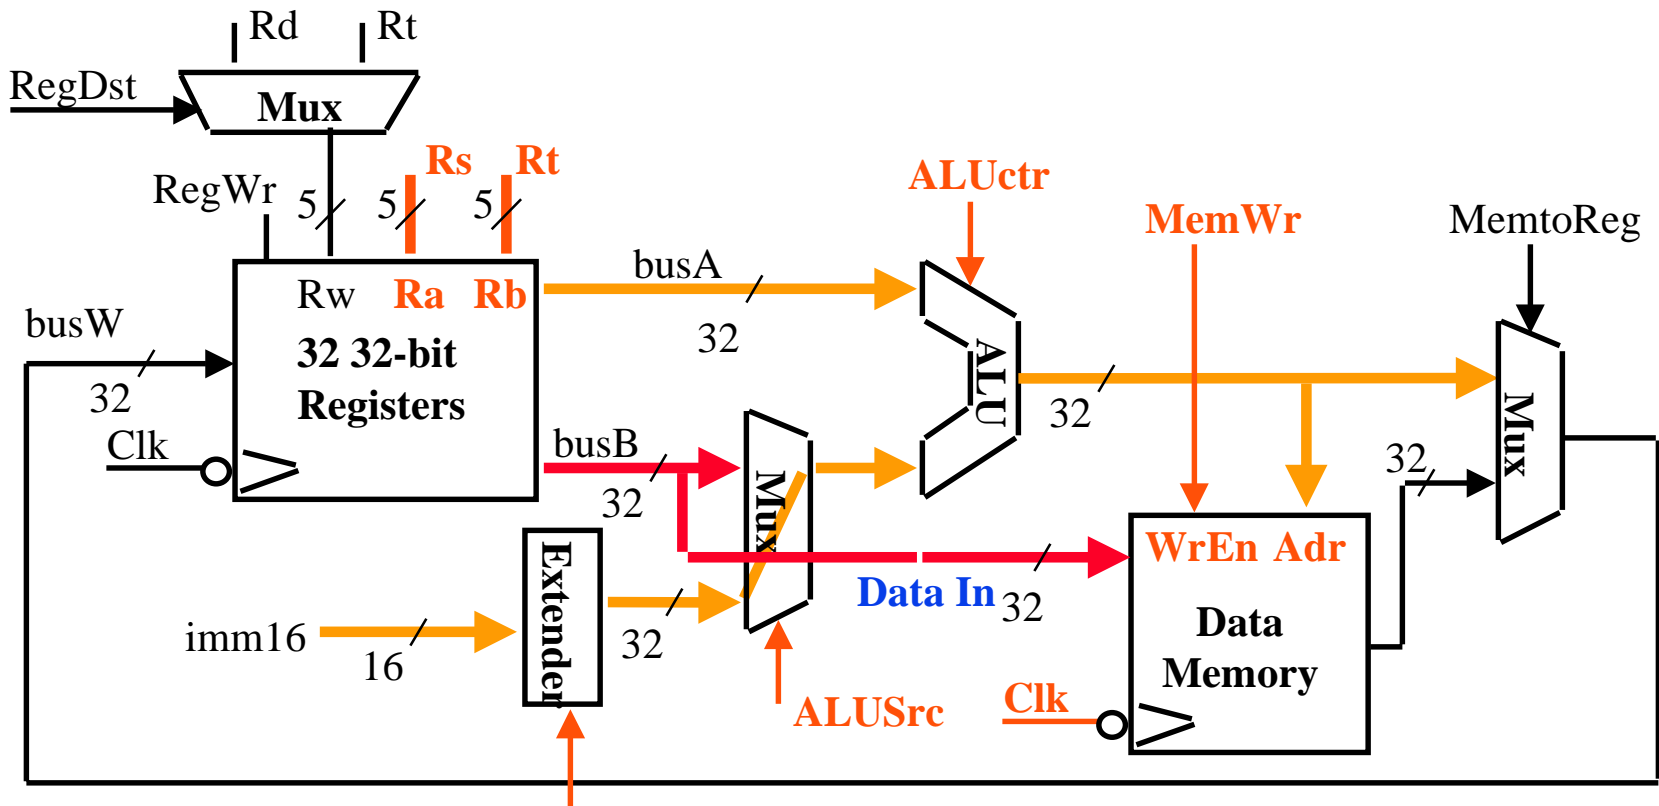 Rd
Rt
RegDst
Mux
Rs
Rt
RegWr
5
5
5
ALUctr
MemWr
MemtoReg
busA
32
Rw Ra Rb
busW
32
32 32-bit
Registers
ALU
32
Clk
busB
32
Mux
Mux
32
WrEn Adr
Extender
Data In
32
imm16
16
32
Data
Memory
ALUSrc
Clk